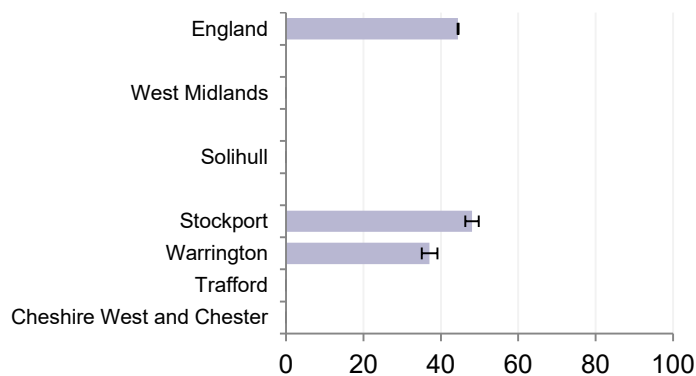 England
West Midlands
Solihull
Stockport
Warrington
Trafford
Cheshire West and Chester
0 20 40 60 80 100